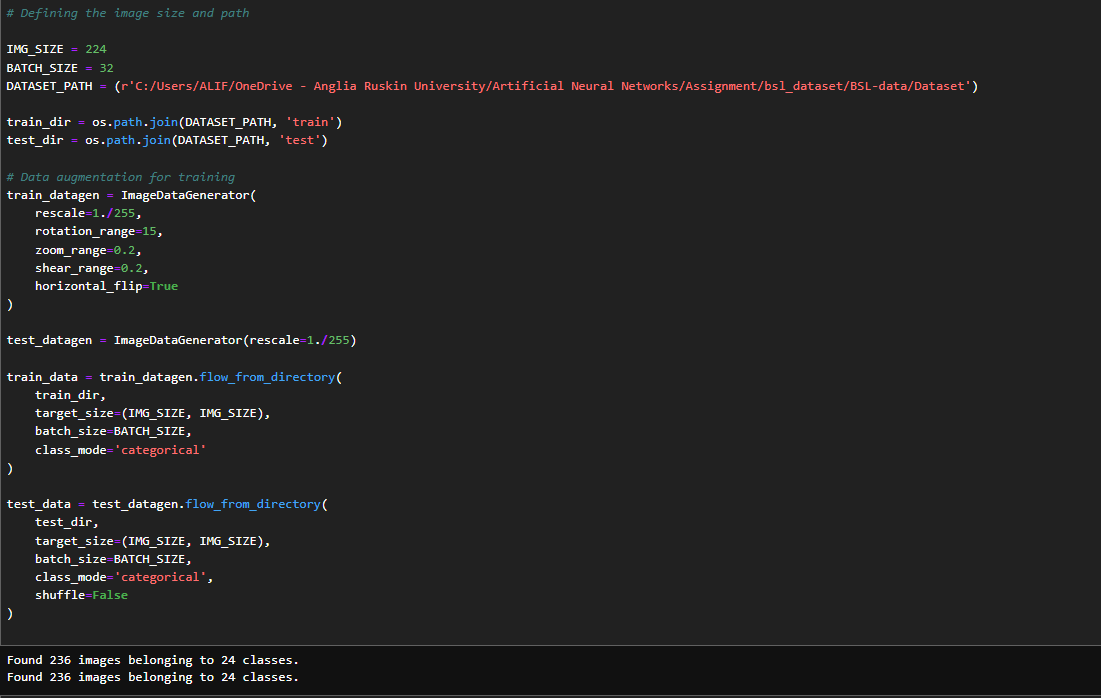 # Defining the image size and path
IMG_SIZE = 224
BATCH_SIZE = 32
DATASET_PATH = (r'C:/Users/ALIF/OneDrive - Anglia Ruskin University/Artificial Neural Networks/Assignment/bsl_dataset/BSL-data/Dataset')
train_dir = os.path.join(DATASET_PATH, 'train')
test_dir = os.path.join(DATASET_PATH, 'test')
# Data augmentation for training
train_datagen = ImageDataGenerator(
    rescale=1./255,
    rotation_range=15,
    zoom_range=0.2,
    shear_range=0.2,
    horizontal_flip=True
)
test_datagen = ImageDataGenerator(rescale=1./255)
train_data = train_datagen.flow_from_directory(
    train_dir,
    target_size=(IMG_SIZE, IMG_SIZE),
    batch_size=BATCH_SIZE,
    class_mode='categorical'
)
test_data = test_datagen.flow_from_directory(
    test_dir,
    target_size=(IMG_SIZE, IMG_SIZE),
    batch_size=BATCH_SIZE,
    class_mode='categorical',
    shuffle=False
)
Found 236 images belonging to 24 classes.
Found 236 images belonging to 24 classes.